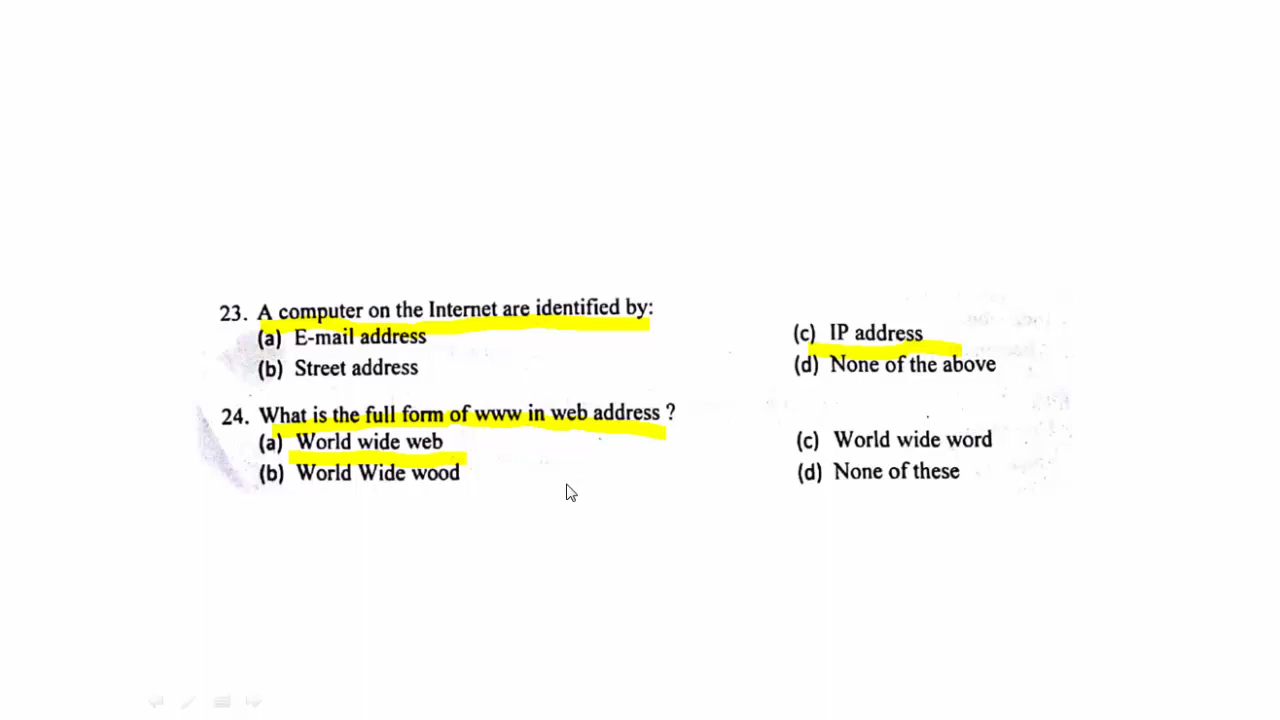 23. A computer on the Internet are identified by:
(a) E-mail address
(b) Street address
(c) IP address
(d) None of the above
24. What is the full form of www in web address ?
(a) World wide web
(b) World Wide wood
(c) World wide word
(d) None of these